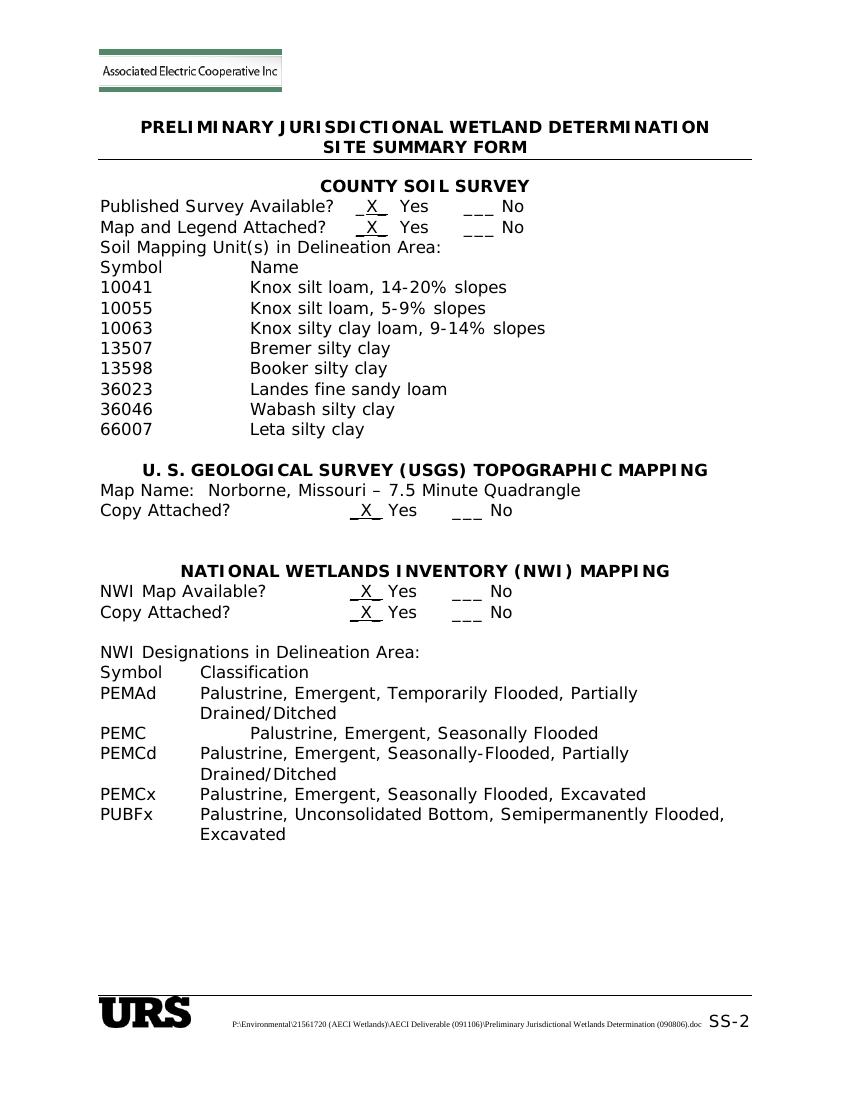 Associated Electric Cooperative Inc
PRELIMINARY JURISDICTIONAL WETLAND DETERMINATION
SITE SUMMARY FORM
COUNTY SOIL SURVEY
Published Survey Available? _X_ Yes ___ No
Map and Legend Attached? _X_ Yes ___ No
Soil Mapping Unit(s) in Delineation Area:
Symbol Name
10041 Knox silt loam, 14-20% slopes
10055 Knox silt loam, 5-9% slopes
10063 Knox silty clay loam, 9-14% slopes
13507 Bremer silty clay
13598 Booker silty clay
36023 Landes fine sandy loam
36046 Wabash silty clay
66007 Leta silty clay
U. S. GEOLOGICAL SURVEY (USGS) TOPOGRAPHIC MAPPING
Map Name: Norborne, Missouri – 7.5 Minute Quadrangle
Copy Attached? _X_ Yes ___ No
NATIONAL WETLANDS INVENTORY (NWI) MAPPING
NWI Map Available? _X_ Yes ___ No
Copy Attached? _X_ Yes ___ No
NWI Designations in Delineation Area:
Symbol Classification
PEMAd Palustrine, Emergent, Temporarily Flooded, Partially
Drained/Ditched
PEMC Palustrine, Emergent, Seasonally Flooded
PEMCd Palustrine, Emergent, Seasonally-Flooded, Partially
Drained/Ditched
PEMCx Palustrine, Emergent, Seasonally Flooded, Excavated
PUBFx Palustrine, Unconsolidated Bottom, Semipermanently Flooded,
Excavated
URS P:\Environmental\21561720 (AECI Wetlands)\AECI Deliverable (091106)\Preliminary Jurisdictional Wetlands Determination (090806).doc SS-2